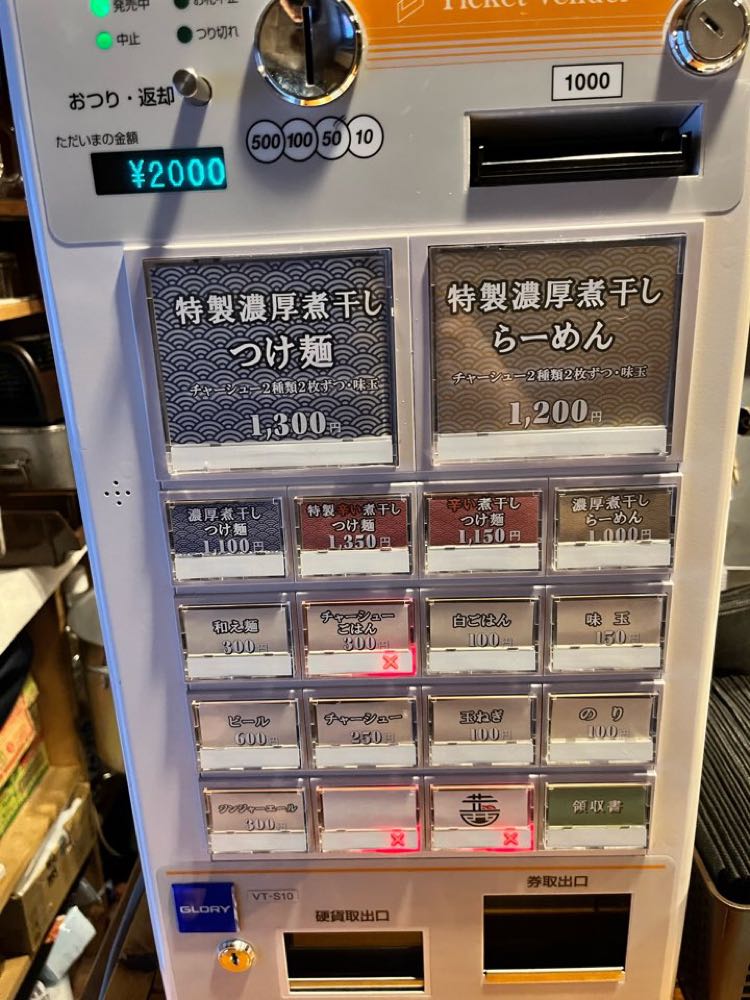 発売中
中止
つり切れ
Ticket Vender
おつり・返却
ただいまの金額
¥2000
500 100 50 10
1000
特製濃厚煮干し
つけ麺
チャーシュー2種類2枚ずつ・味玉
1,300円
特製濃厚煮干し
らーめん
チャーシュー2種類2枚ずつ・味玉
1,200円
濃厚煮干し
つけ麺
1,100円
特製辛い煮干し
つけ麺
1,350円
辛い煮干し
つけ麺
1,150円
濃厚煮干し
らーめん
1,000円
和え麺
300円
チャーシュー
ごはん
300円
×
白ごはん
100円
味玉
150円
ビール
600円
チャーシュー
250円
玉ねぎ
100円
のり
100円
ジンジャーエール
300円
×
×
領収書
GLORY
VT-S10
硬貨取出口
券取出口